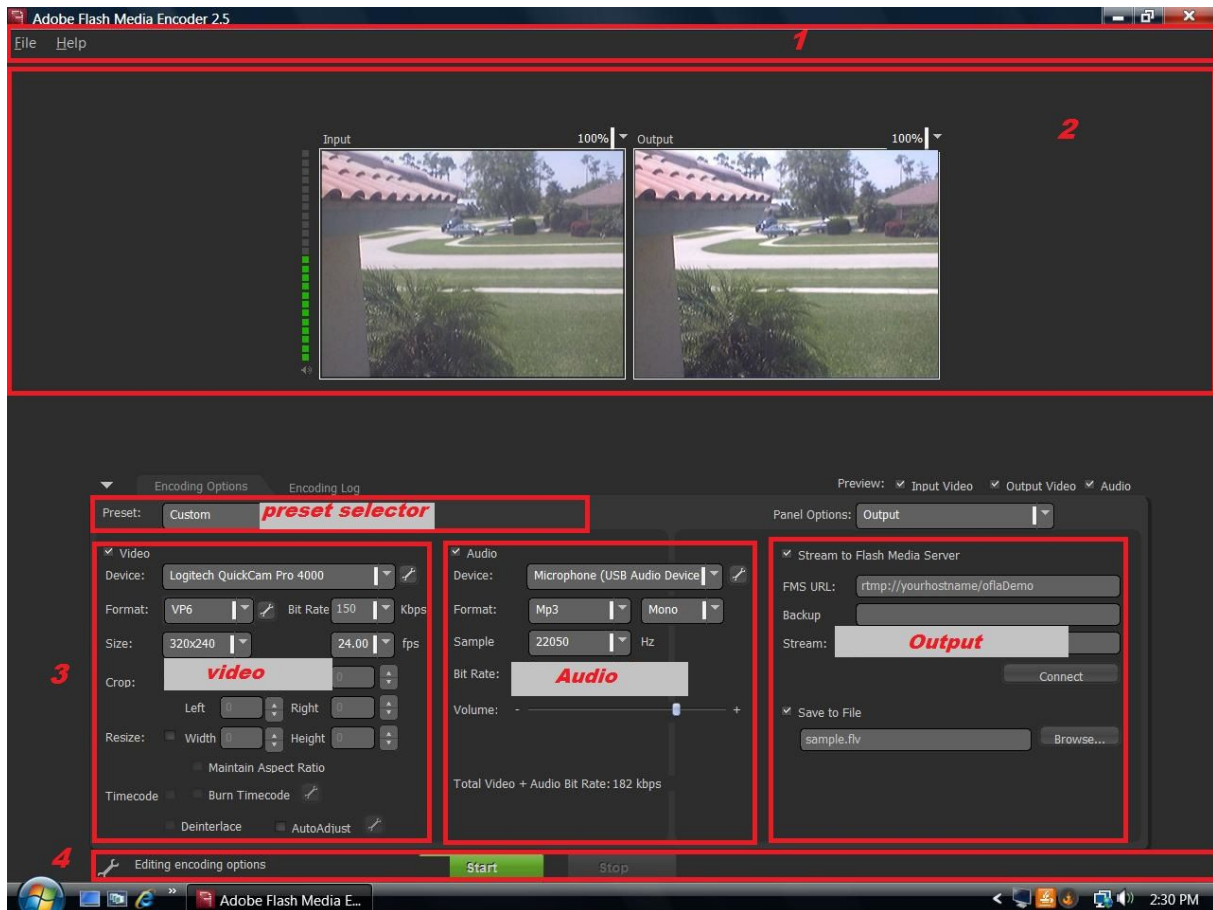 Adobe Flash Media Encoder 2.5
File Help
1
2
Input 100% Output 100%
Encoding Options Encoding Log
Preview: Input Video Output Video Audio
Preset: Custom preset selector
Panel Options: Output
Video
Device: Logitech QuickCam Pro 4000
Format: VP6 Bit Rate 150 Kbps
Size: 320x240 24.00 fps
video
Crop: 0
Left 0 Right 0
Resize: Width 0 Height 0
Maintain Aspect Ratio
Timecode Burn Timecode
Deinterlace AutoAdjust
3
Audio
Device: Microphone (USB Audio Device
Format: Mp3 Mono
Sample 22050 Hz
Bit Rate: Audio
Volume: - +
Total Video + Audio Bit Rate: 182 kbps
Stream to Flash Media Server
FMS URL: rtmp://yourhostname/oflaDemo
Backup
Stream: Output
Connect
Save to File
sample.flv Browse...
4
Editing encoding options Start Stop
Adobe Flash Media E... 2:30 PM